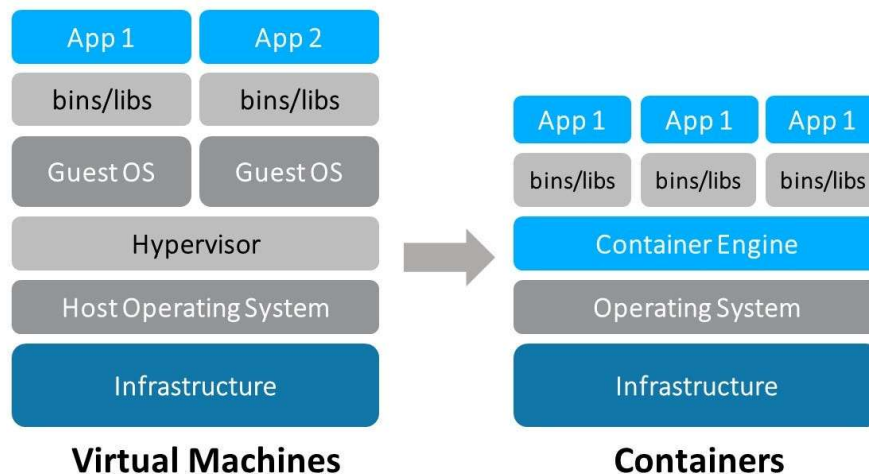 App 1 App 2
bins/libs bins/libs
Guest OS Guest OS
Hypervisor
Host Operating System
Infrastructure
Virtual Machines
App 1 App 1 App 1
bins/libs bins/libs bins/libs
Container Engine
Operating System
Infrastructure
Containers